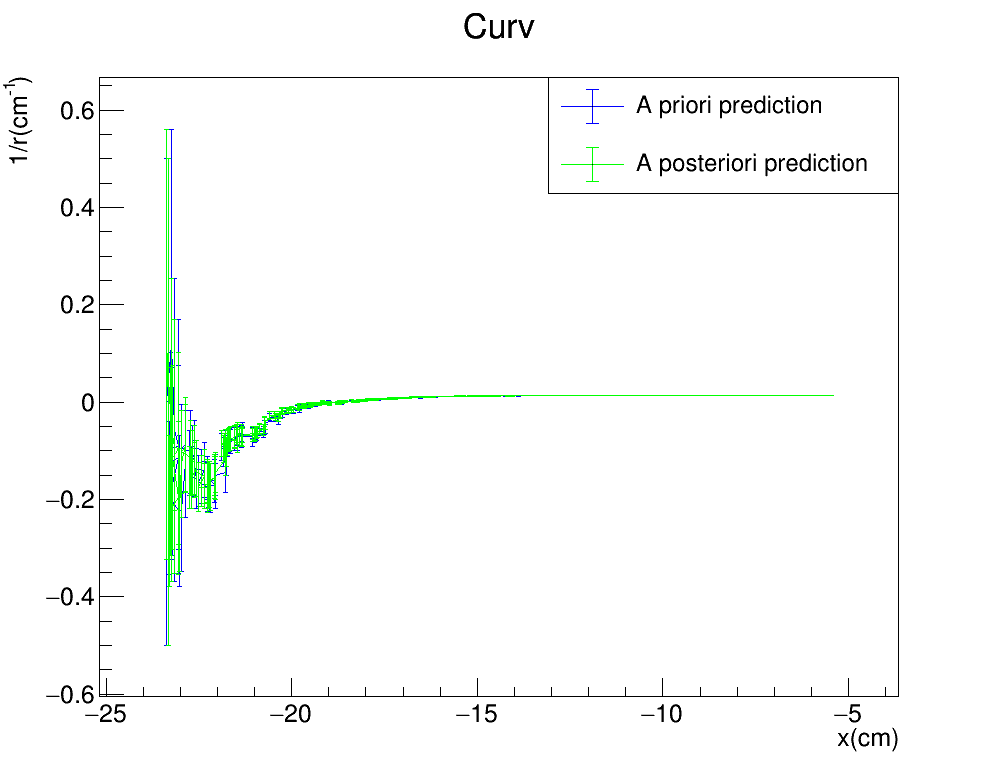 Curv
1/r(cm⁻¹)
A priori prediction
A posteriori prediction
0.6
0.4
0.2
0
−0.2
−0.4
−0.6
−25 −20 −15 −10 −5
x(cm)